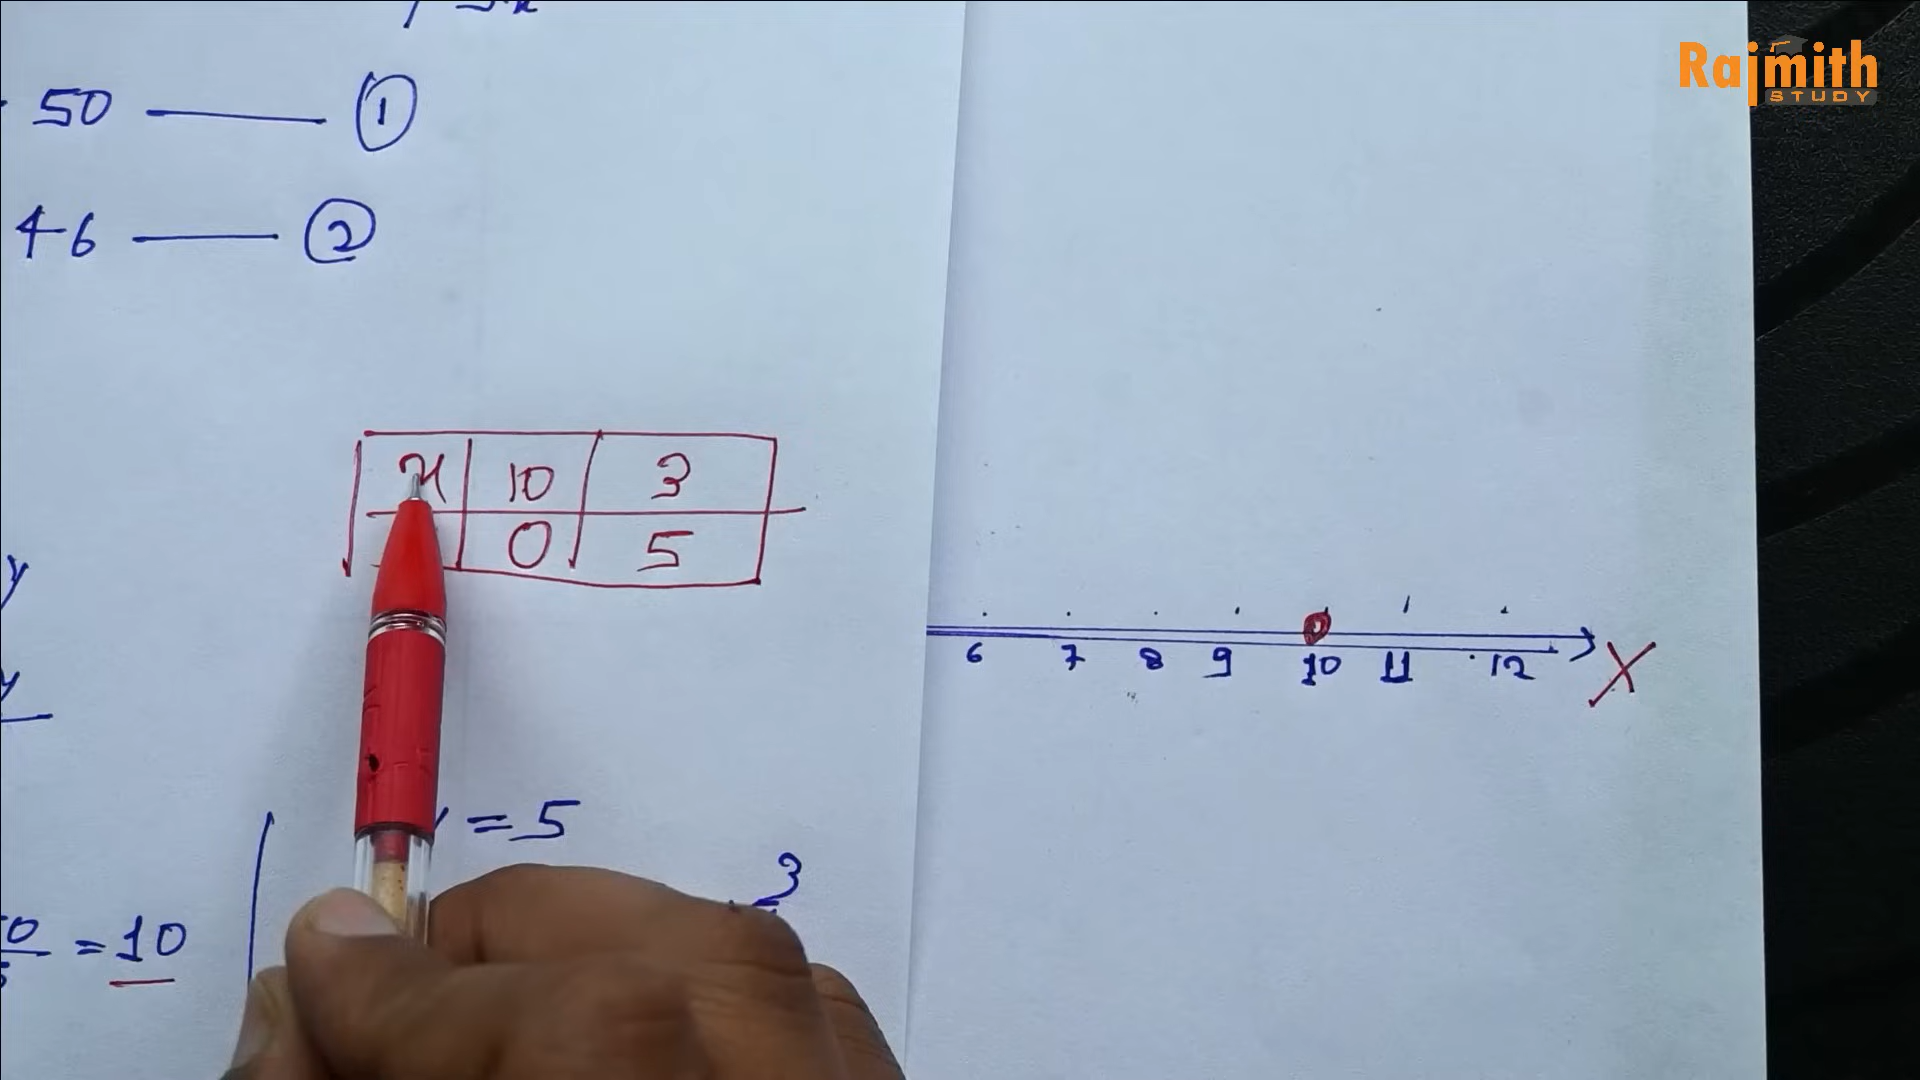 Rajmith
STUDY
50 ——— ①
46 ——— ②
x 10 3
0 5
y
y
= 5
3
= 10
6 7 8 9 10 11 12 X